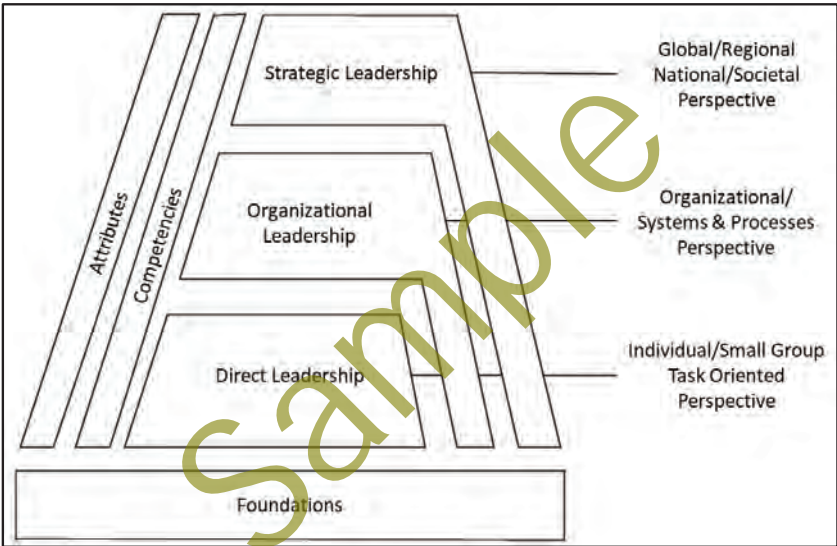 Strategic Leadership
Global/Regional
National/Societal
Perspective
Attributes
Competencies
Organizational
Leadership
Organizational/
Systems & Processes
Perspective
Direct Leadership
Individual/Small Group
Task Oriented
Perspective
Foundations
Sample